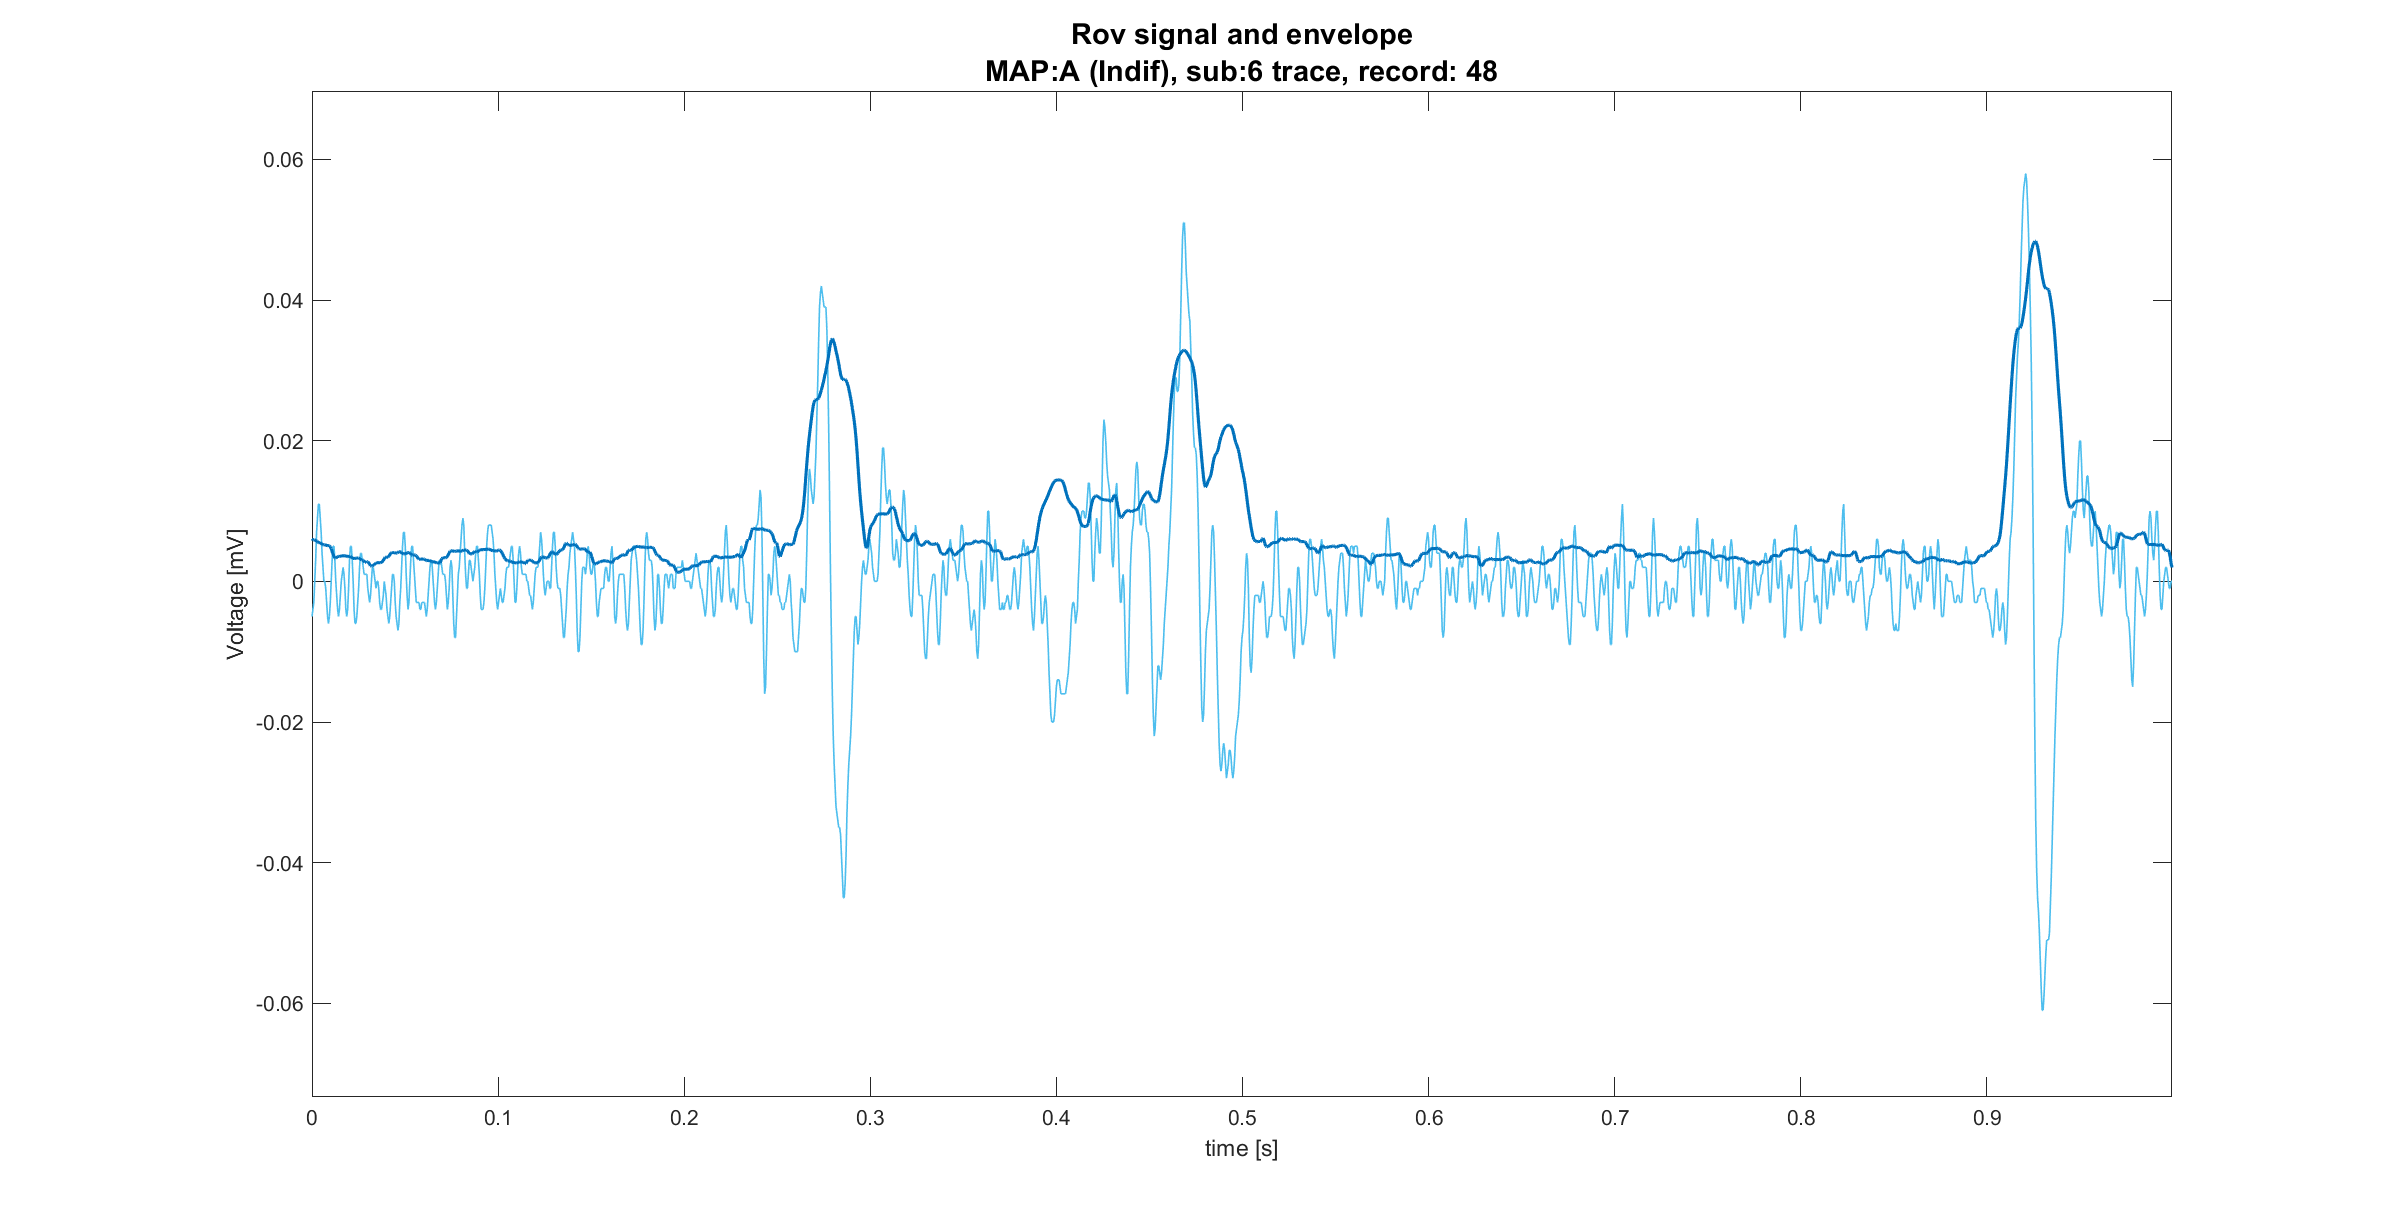 Rov signal and envelope
MAP:A (Indif), sub:6 trace, record: 48
0.06
0.04
0.02
0
-0.02
-0.04
-0.06
Voltage [mV]
0 0.1 0.2 0.3 0.4 0.5 0.6 0.7 0.8 0.9
time [s]